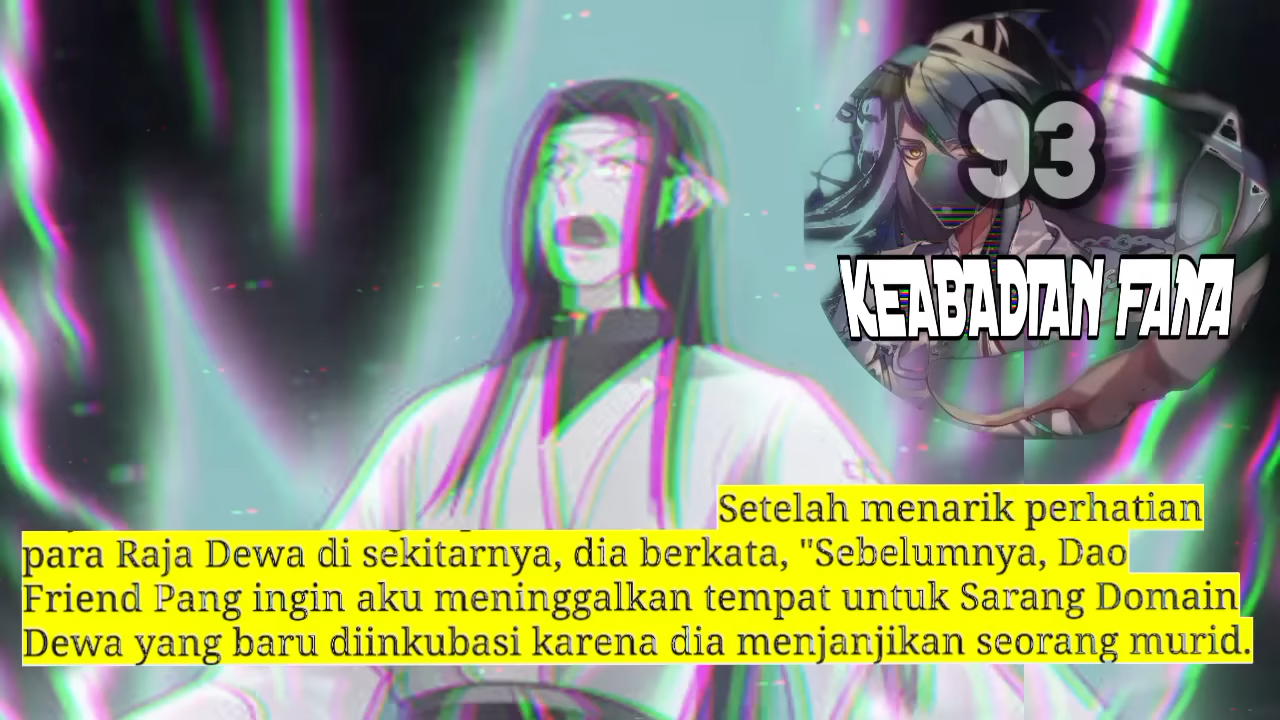 93
KEABADIAN FANA
Setelah menarik perhatian
para Raja Dewa di sekitarnya, dia berkata, "Sebelumnya, Dao
Friend Pang ingin aku meninggalkan tempat untuk Sarang Domain
Dewa yang baru diinkubasi karena dia menjanjikan seorang murid.